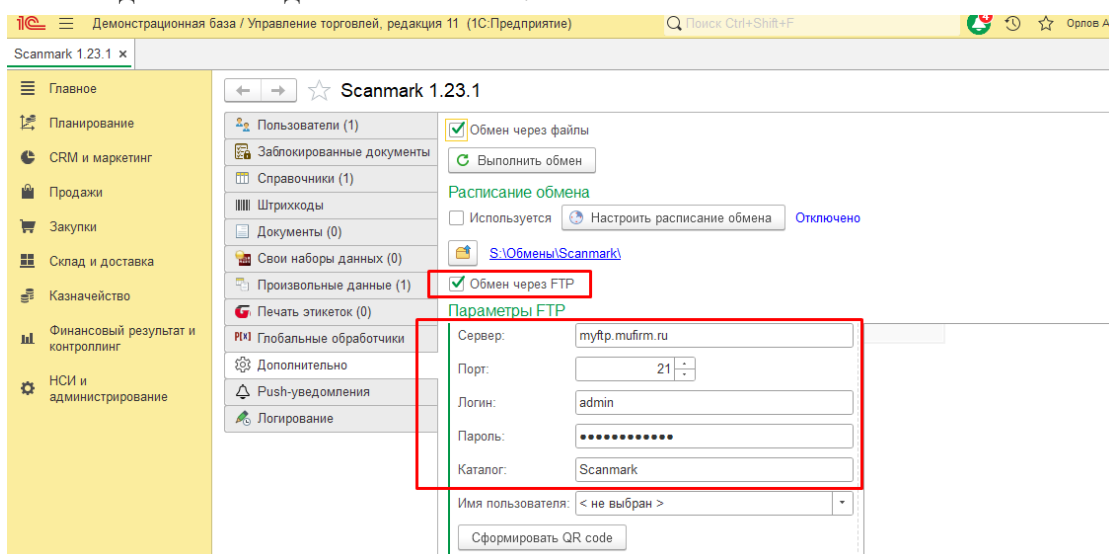 Демонстрационная база / Управление торговлей, редакция 11 (1С:Предприятие)
Поиск Ctrl+Shift+F
4
Орлов А
Scanmark 1.23.1 ×
Главное
Планирование
CRM и маркетинг
Продажи
Закупки
Склад и доставка
Казначейство
Финансовый результат и
контроллинг
НСИ и
администрирование
Scanmark 1.23.1
Пользователи (1)
Заблокированные документы
Справочники (1)
Штрихкоды
Документы (0)
Свои наборы данных (0)
Произвольные данные (1)
Печать этикеток (0)
P[x] Глобальные обработчики
Дополнительно
Push-уведомления
Логирование
Обмен через файлы
Выполнить обмен
Расписание обмена
Используется Настроить расписание обмена Отключено
S:\Обмены\Scanmark\
Обмен через FTP
Параметры FTP
Сервер: myftp.mufirm.ru
Порт: 21
Логин: admin
Пароль: ●●●●●●●●●●●●
Каталог: Scanmark
Имя пользователя: < не выбран >
Сформировать QR code